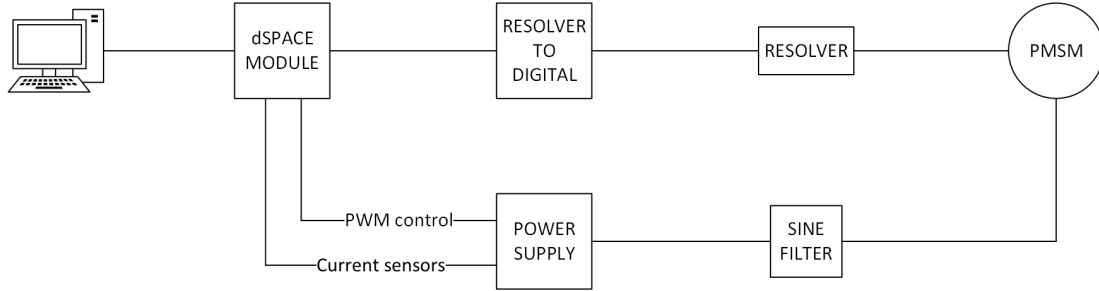 dSPACE
MODULE
RESOLVER
TO
DIGITAL
RESOLVER
PMSM
PWM control
Current sensors
POWER
SUPPLY
SINE
FILTER